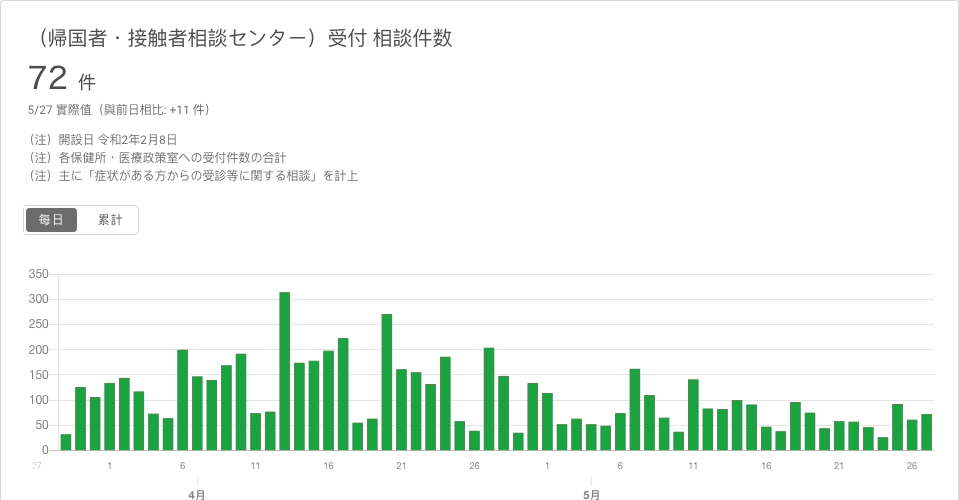 （帰国者・接触者相談センター）受付 相談件数
72 件
5/27 實際值（與前日相比: +11 件）
（注）開設日 令和2年2月8日
（注）各保健所・医療政策室への受付件数の合計
（注）主に「症状がある方からの受診等に関する相談」を計上
每日 累計
350
300
250
200
150
100
50
0
27 1 6 11 16 21 26 1 6 11 16 21 26
4月 5月